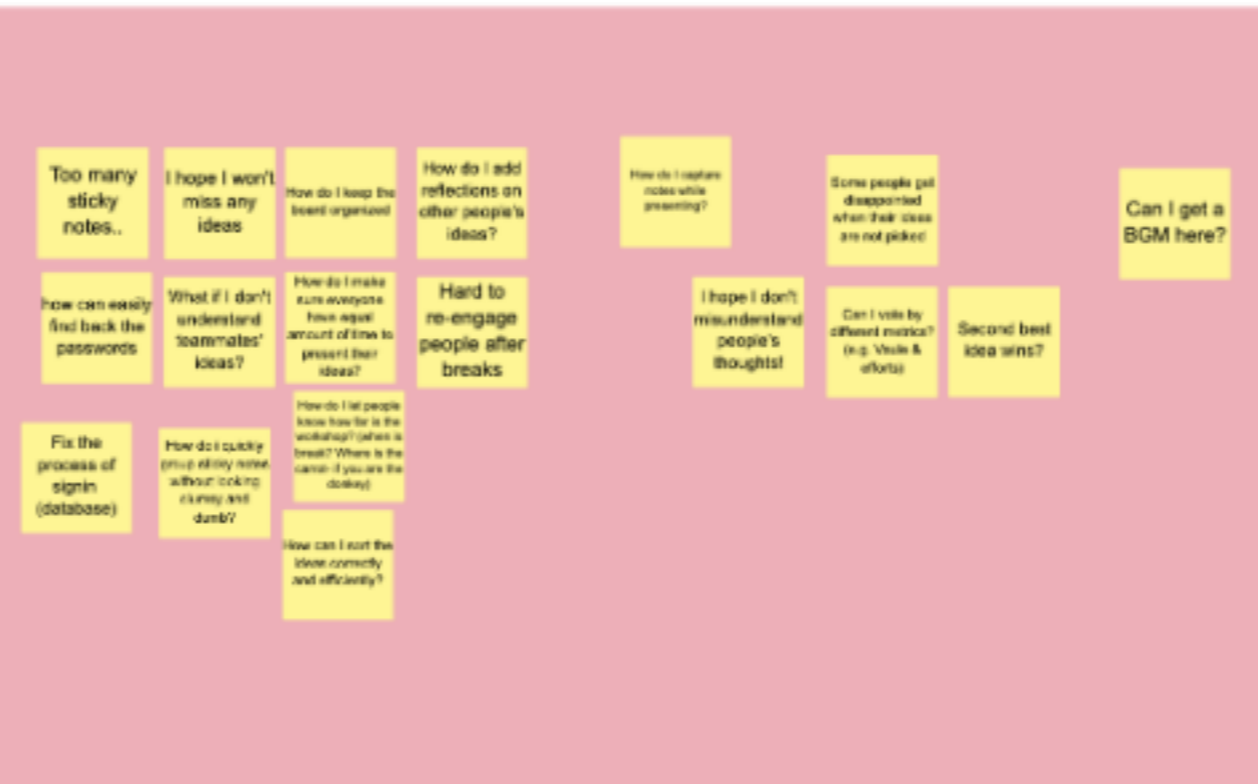 Too many
sticky
notes..
I hope I won't
miss any
ideas
How do I keep the
board organized
How do I add
reflections on
other people's
ideas?
how can easily
find back the
passwords
What if I don't
understand
teammates'
ideas?
How do I make
sure everyone
have equal
amount of time to
present their
ideas?
Hard to
re-engage
people after
breaks
Fix the
process of
signin
(database)
How do i quickly
group sticky notes
without looking
clumsy and
dumb?
How do I let people
know how far is the
workshop? (when is
break? Where is the
carrot- if you are the
donkey)
How can I sort the
ideas correctly
and efficiently?
How do I capture
notes while
presenting?
I hope I don't
misunderstand
people's
thoughts!
Some people get
disappointed
when their ideas
are not picked
Can I vote by
different metrics?
(e.g. Vaule &
efforts)
Second best
idea wins?
Can I get a
BGM here?